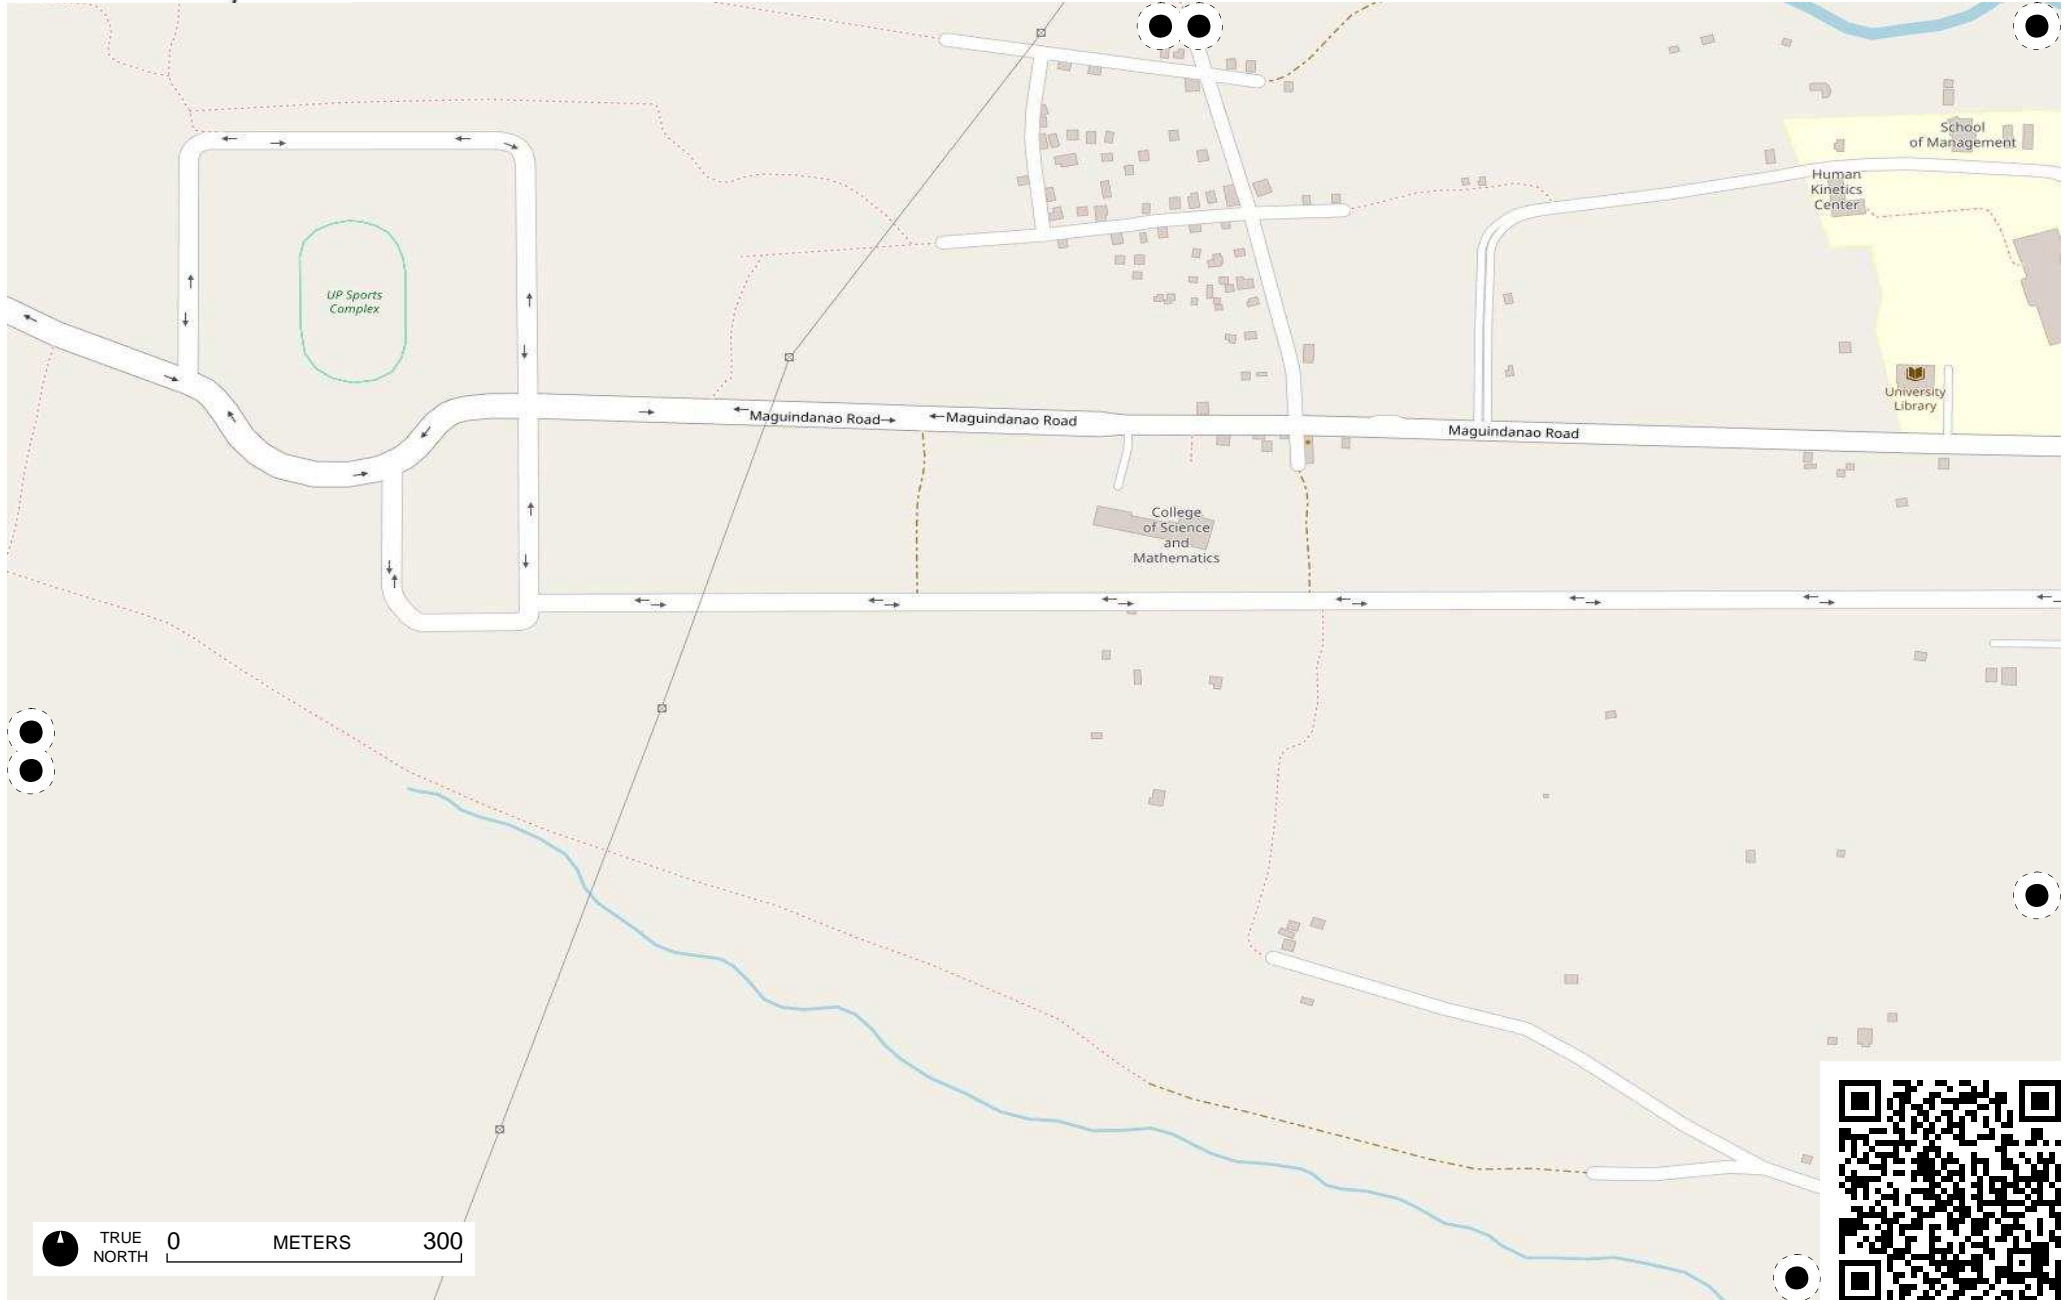 School
of Management
Human
Kinetics
Center
UP Sports
Complex
University
Library
Maguindanao Road
Maguindanao Road
Maguindanao Road
College
of Science
and
Mathematics
TRUE
NORTH
0
METERS
300